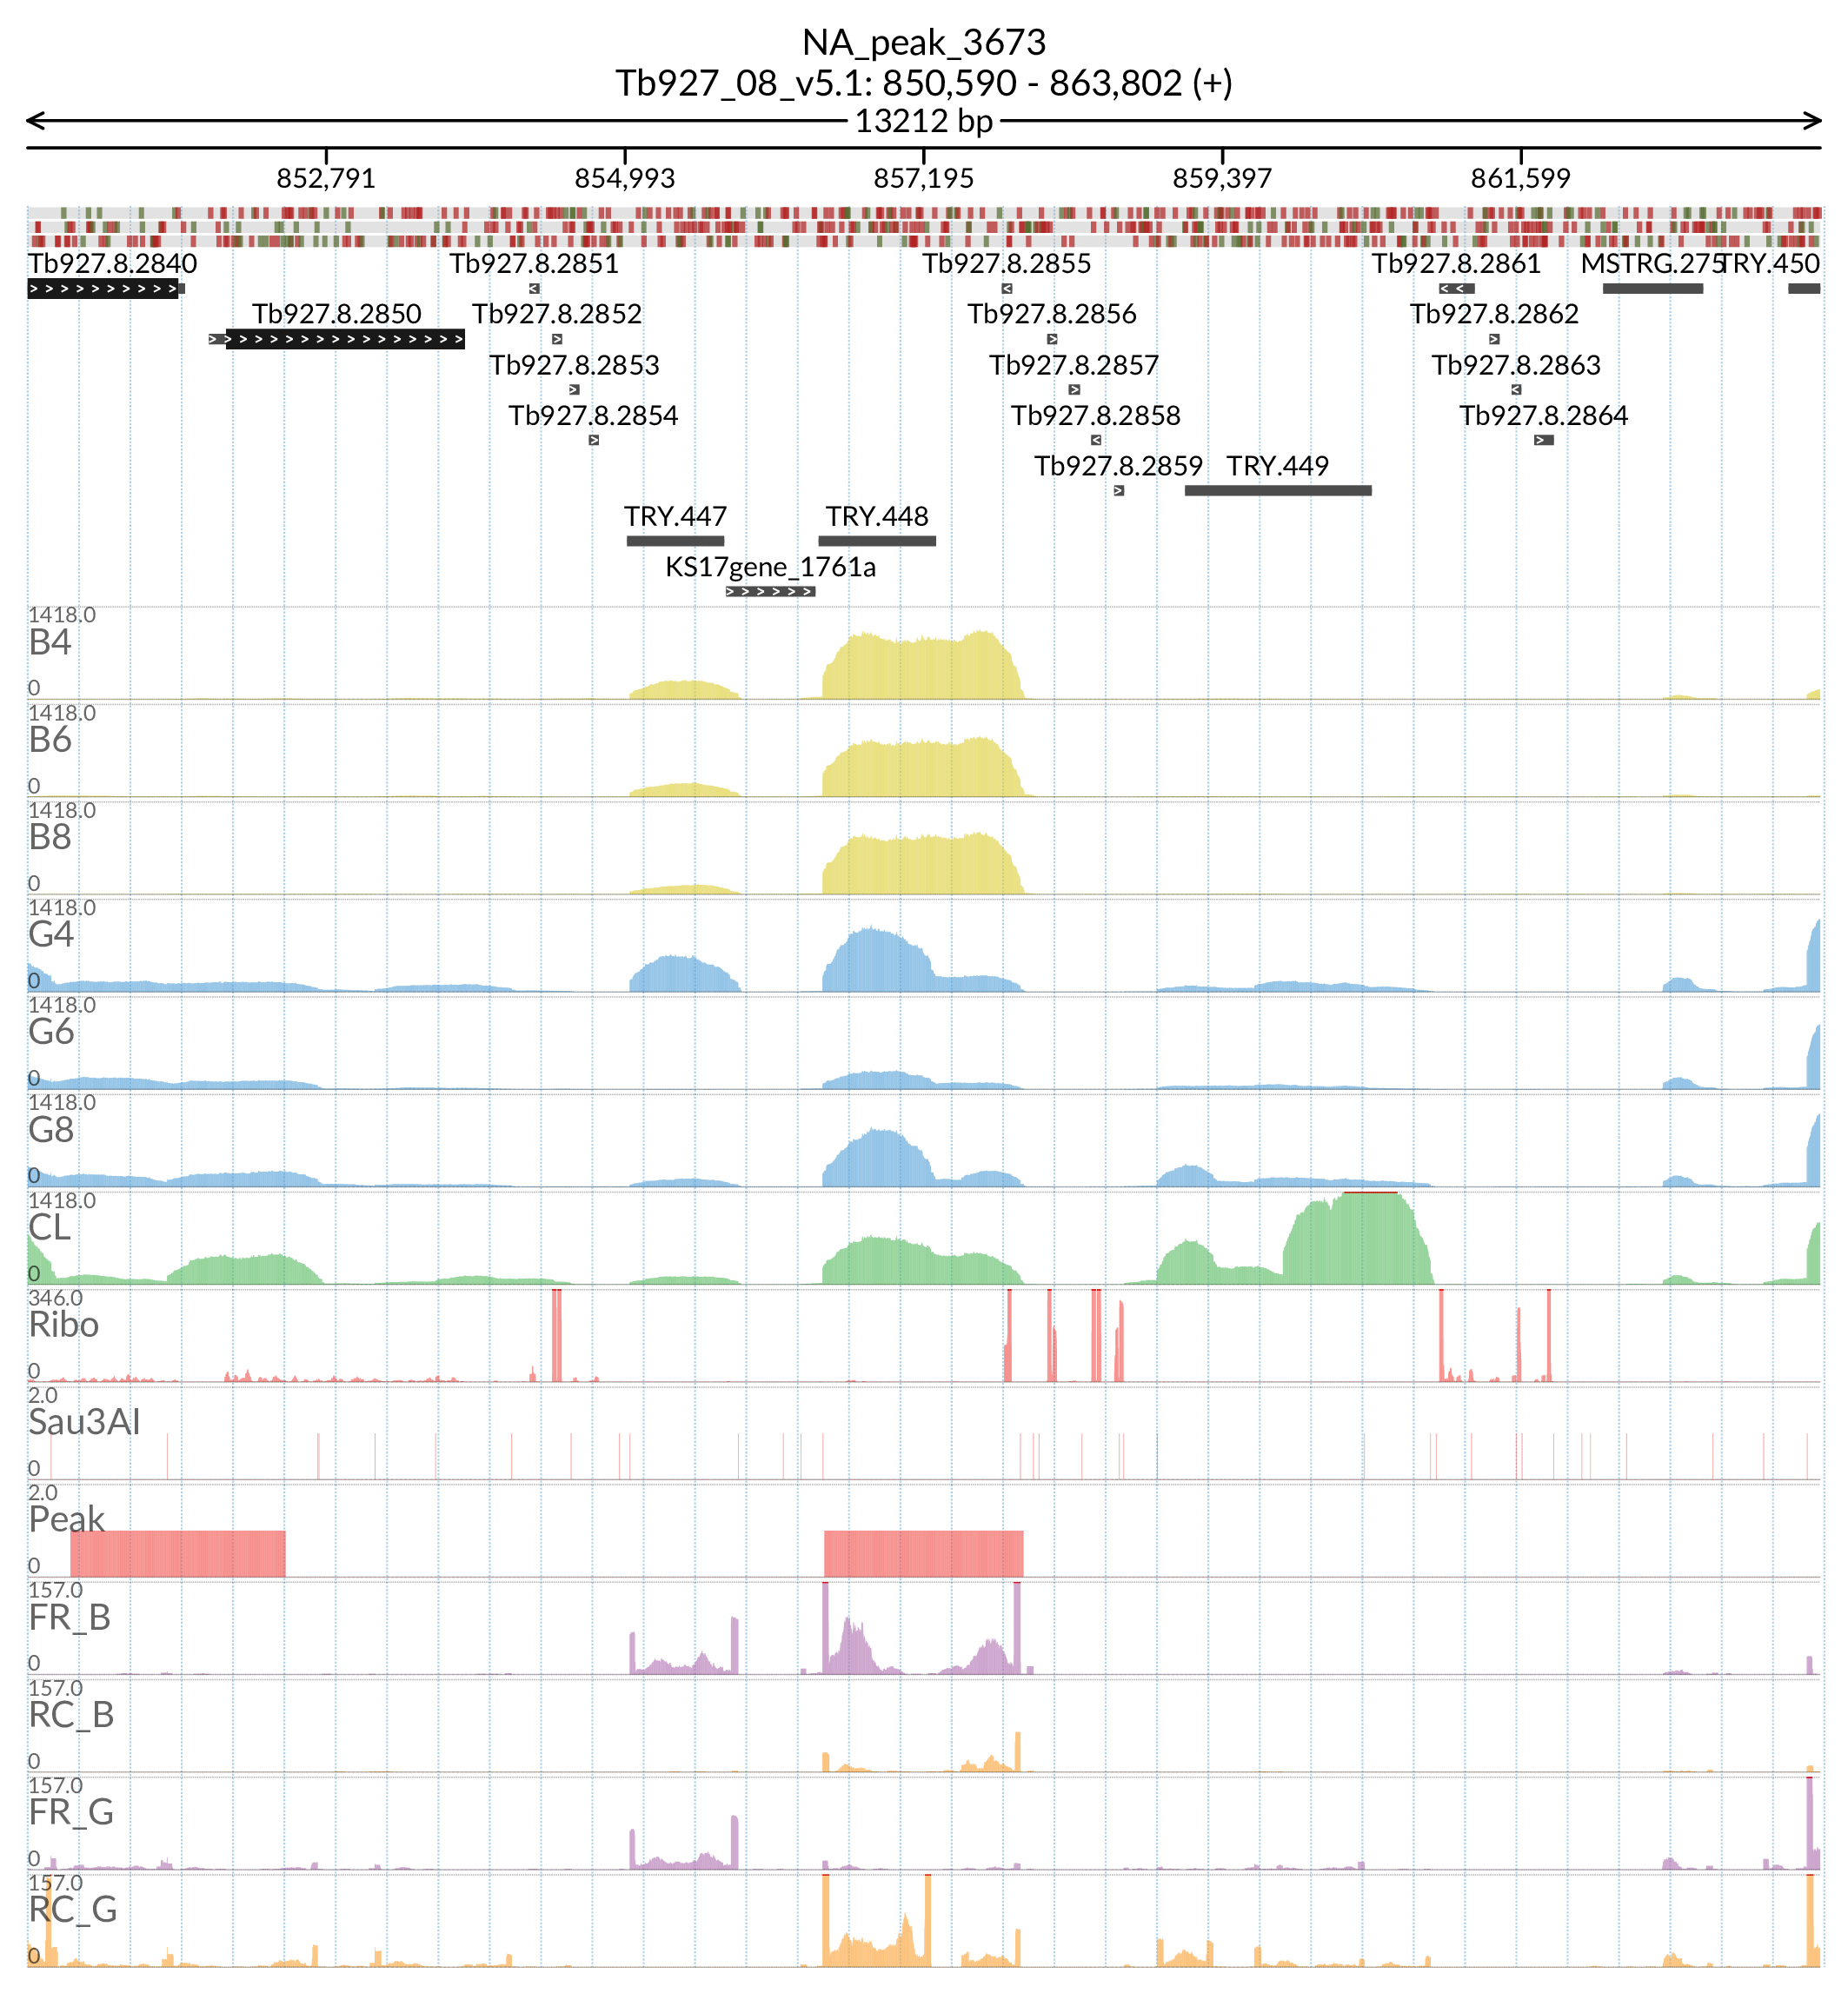 NA_peak_3673
Tb927_08_v5.1: 850,590 - 863,802 (+)
13212 bp
852,791 854,993 857,195 859,397 861,599
Tb927.8.2840 Tb927.8.2851 Tb927.8.2855 Tb927.8.2861 MSTRG.275 TRY.450
Tb927.8.2850 Tb927.8.2852 Tb927.8.2856 Tb927.8.2862
Tb927.8.2853 Tb927.8.2857 Tb927.8.2863
Tb927.8.2854 Tb927.8.2858 Tb927.8.2864
Tb927.8.2859 TRY.449
TRY.447 TRY.448
KS17gene_1761a
1418.0
B4
0
1418.0
B6
0
1418.0
B8
0
1418.0
G4
0
1418.0
G6
0
1418.0
G8
0
1418.0
CL
0
346.0
Ribo
0
2.0
Sau3AI
0
2.0
Peak
0
157.0
FR_B
0
157.0
RC_B
0
157.0
FR_G
0
157.0
RC_G
0